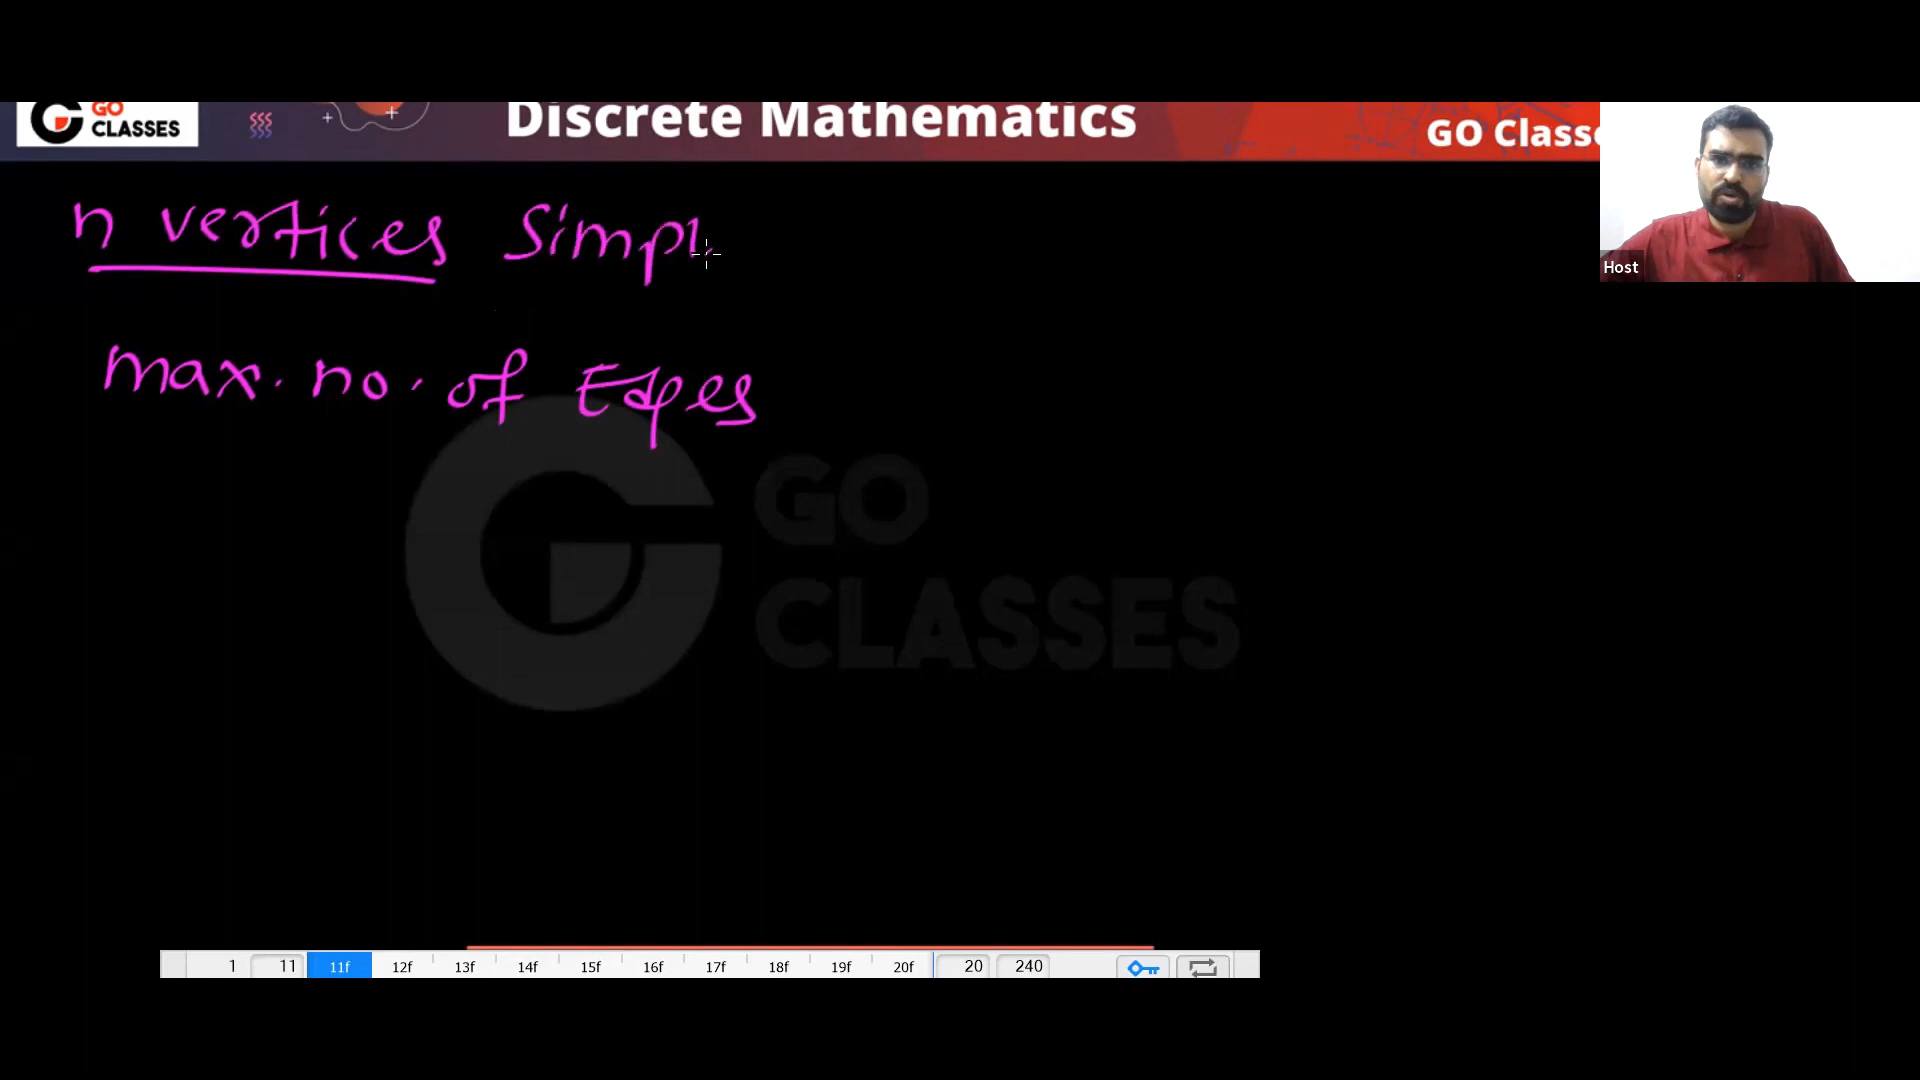 GO
CLASSES
Discrete Mathematics
GO Classe
Host
n vertices Simpl
max. no. of Edges
GO
CLASSES
1 11 11f 12f 13f 14f 15f 16f 17f 18f 19f 20f 20 240